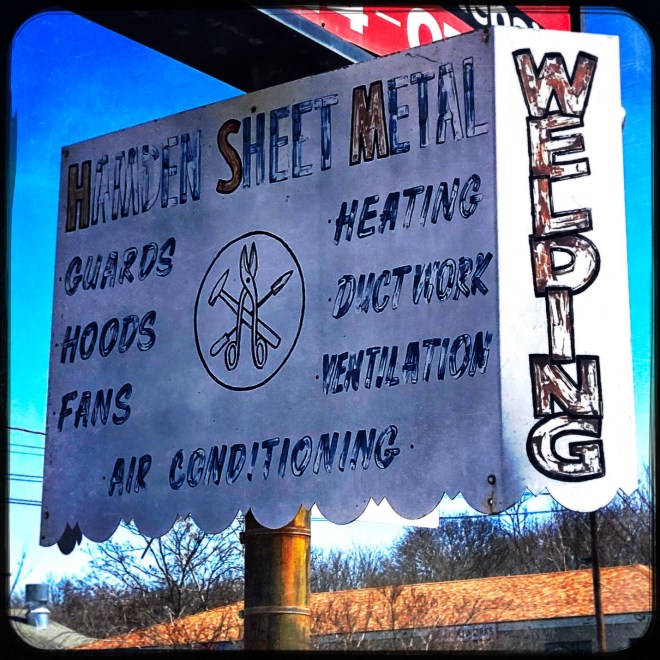 HAMDEN SHEET METAL
GUARDS
HOODS
FANS
HEATING
DUCTWORK
VENTILATION
AIR CONDITIONING
WELDING